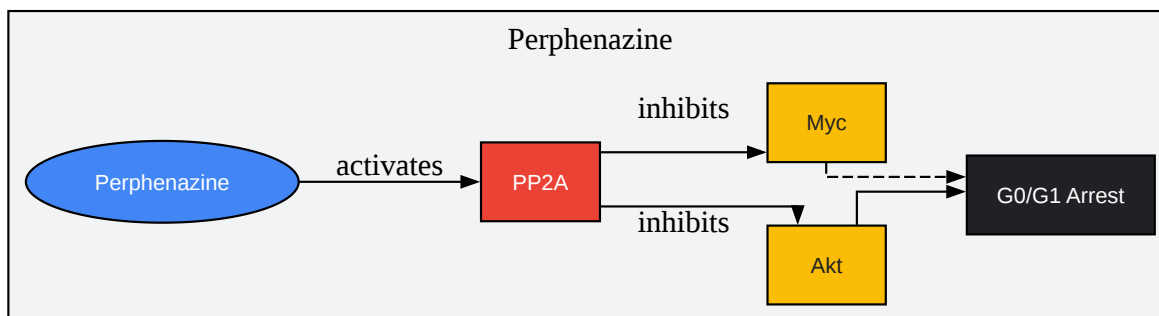 Perphenazine
inhibits
Myc
Perphenazine
activates
PP2A
G0/G1 Arrest
inhibits
Akt